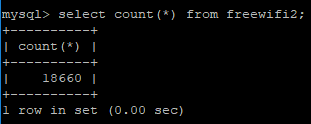 mysql> select count(*) from freewifi2;
+----------+
| count(*) |
+----------+
|    18660 |
+----------+
1 row in set (0.00 sec)